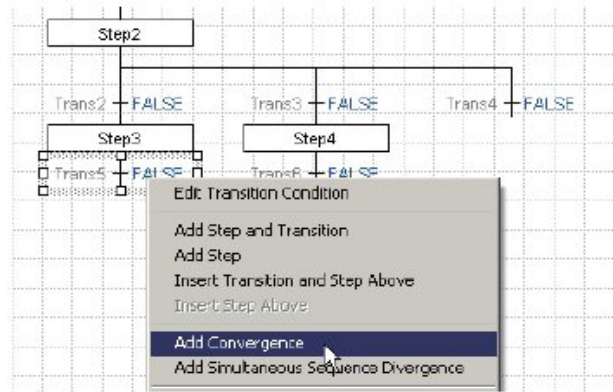 Step2
Trans2 FALSE Trans3 FALSE Trans4 FALSE
Step3 Step4
Trans5 FALSE Trans6 FALSE
Edit Transition Condition
Add Step and Transition
Add Step
Insert Transition and Step Above
Insert Step Above
Add Convergence
Add Simultaneous Sequence Divergence